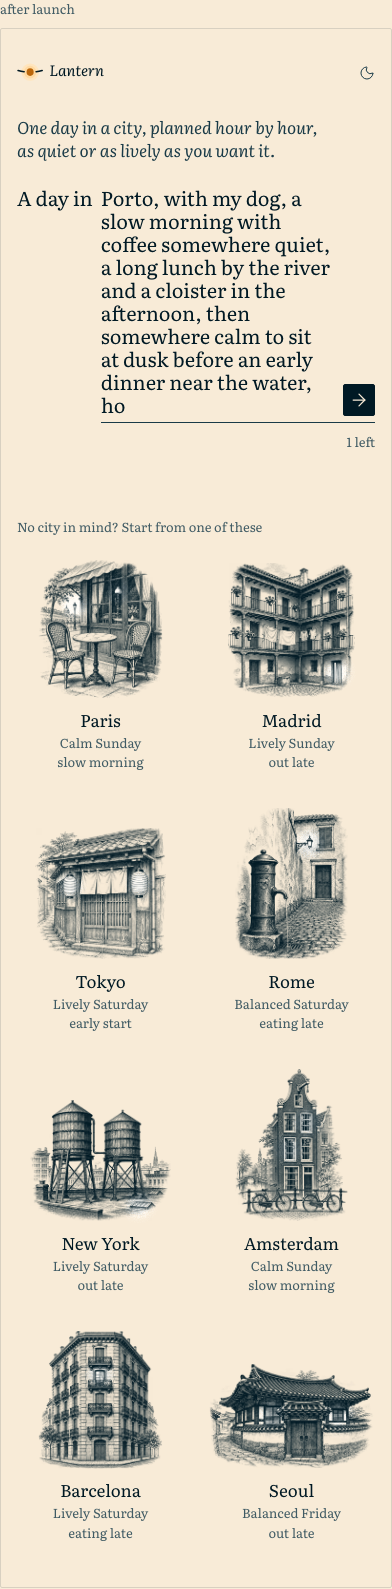 after launch
Lantern
One day in a city, planned hour by hour,
as quiet or as lively as you want it.
A day in Porto, with my dog, a
slow morning with
coffee somewhere quiet,
a long lunch by the river
and a cloister in the
afternoon, then
somewhere calm to sit
at dusk before an early
dinner near the water,
ho
1 left
No city in mind? Start from one of these
Paris
Calm Sunday
slow morning
Madrid
Lively Sunday
out late
Tokyo
Lively Saturday
early start
Rome
Balanced Saturday
eating late
New York
Lively Saturday
out late
Amsterdam
Calm Sunday
slow morning
Barcelona
Lively Saturday
eating late
Seoul
Balanced Friday
out late